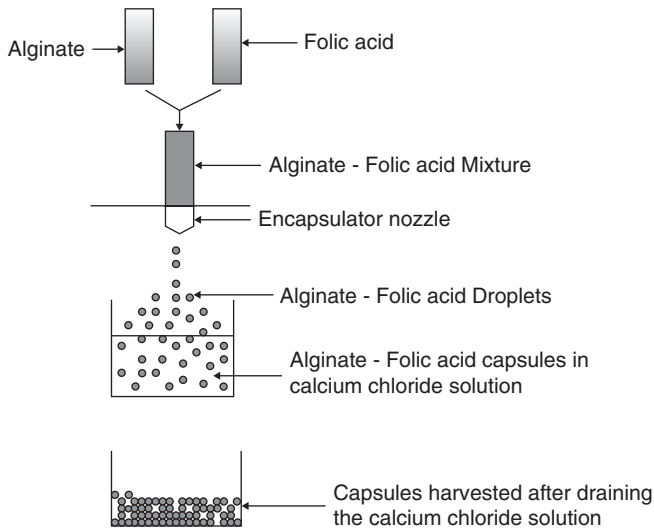 Alginate
Folic acid
Alginate - Folic acid Mixture
Encapsulator nozzle
Alginate - Folic acid Droplets
Alginate - Folic acid capsules in
calcium chloride solution
Capsules harvested after draining
the calcium chloride solution